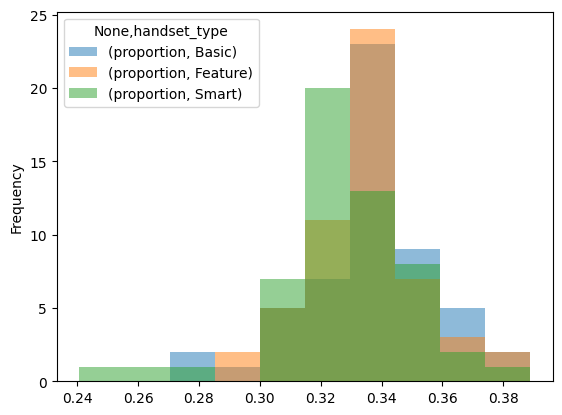 25
None,handset_type
(proportion, Basic)
(proportion, Feature)
(proportion, Smart)
20
15
Frequency
10
5
0
0.24 0.26 0.28 0.30 0.32 0.34 0.36 0.38